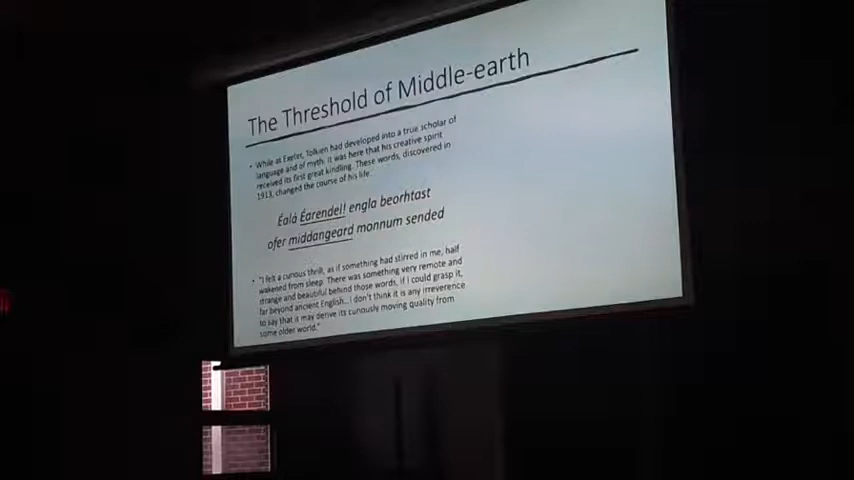 The Threshold of Middle-earth
• While at Exeter, Tolkien had developed into a true scholar of
language and of myth. It was here that his creative spirit
received its first great kindling. These words, discovered in
1913, changed the course of his life.
Éalá Éarendel! engla beorhtast
ofer middangeard monnum sended
• "I felt a curious thrill, as if something had stirred in me, half
wakened from sleep. There was something very remote and
strange and beautiful behind those words, if I could grasp it,
far beyond ancient English... I don't think it is any irreverence
to say that it may derive its curiously moving quality from
some older world."